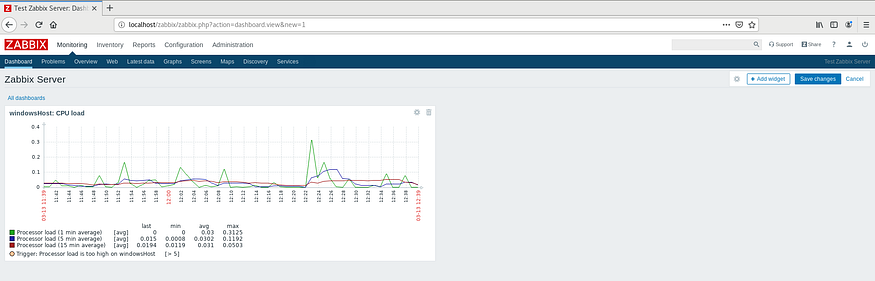 Test Zabbix Server: Dash
localhost/zabbix/zabbix.php?action=dashboard.view&new=1
ZABBIX Monitoring Inventory Reports Configuration Administration Support Share ?
Dashboard Problems Overview Web Latest data Graphs Screens Maps Discovery Services Test Zabbix Server
Zabbix Server + Add widget Save changes Cancel
All dashboards
windowsHost: CPU load
0.4
0.3
0.2
0.1
0
03-13 11:39 11:42 11:44 11:46 11:48 11:50 11:52 11:54 11:56 11:58 12:00 12:02 12:04 12:06 12:08 12:10 12:12 12:14 12:16 12:18 12:20 12:22 12:24 12:26 12:28 12:30 12:32 12:34 12:36 12:38 03-13 12:39
last min avg max
Processor load (1 min average) [avg] 0 0 0.03 0.3125
Processor load (5 min average) [avg] 0.015 0.0008 0.0302 0.1192
Processor load (15 min average) [avg] 0.0194 0.0119 0.031 0.0503
Trigger: Processor load is too high on windowsHost [> 5]